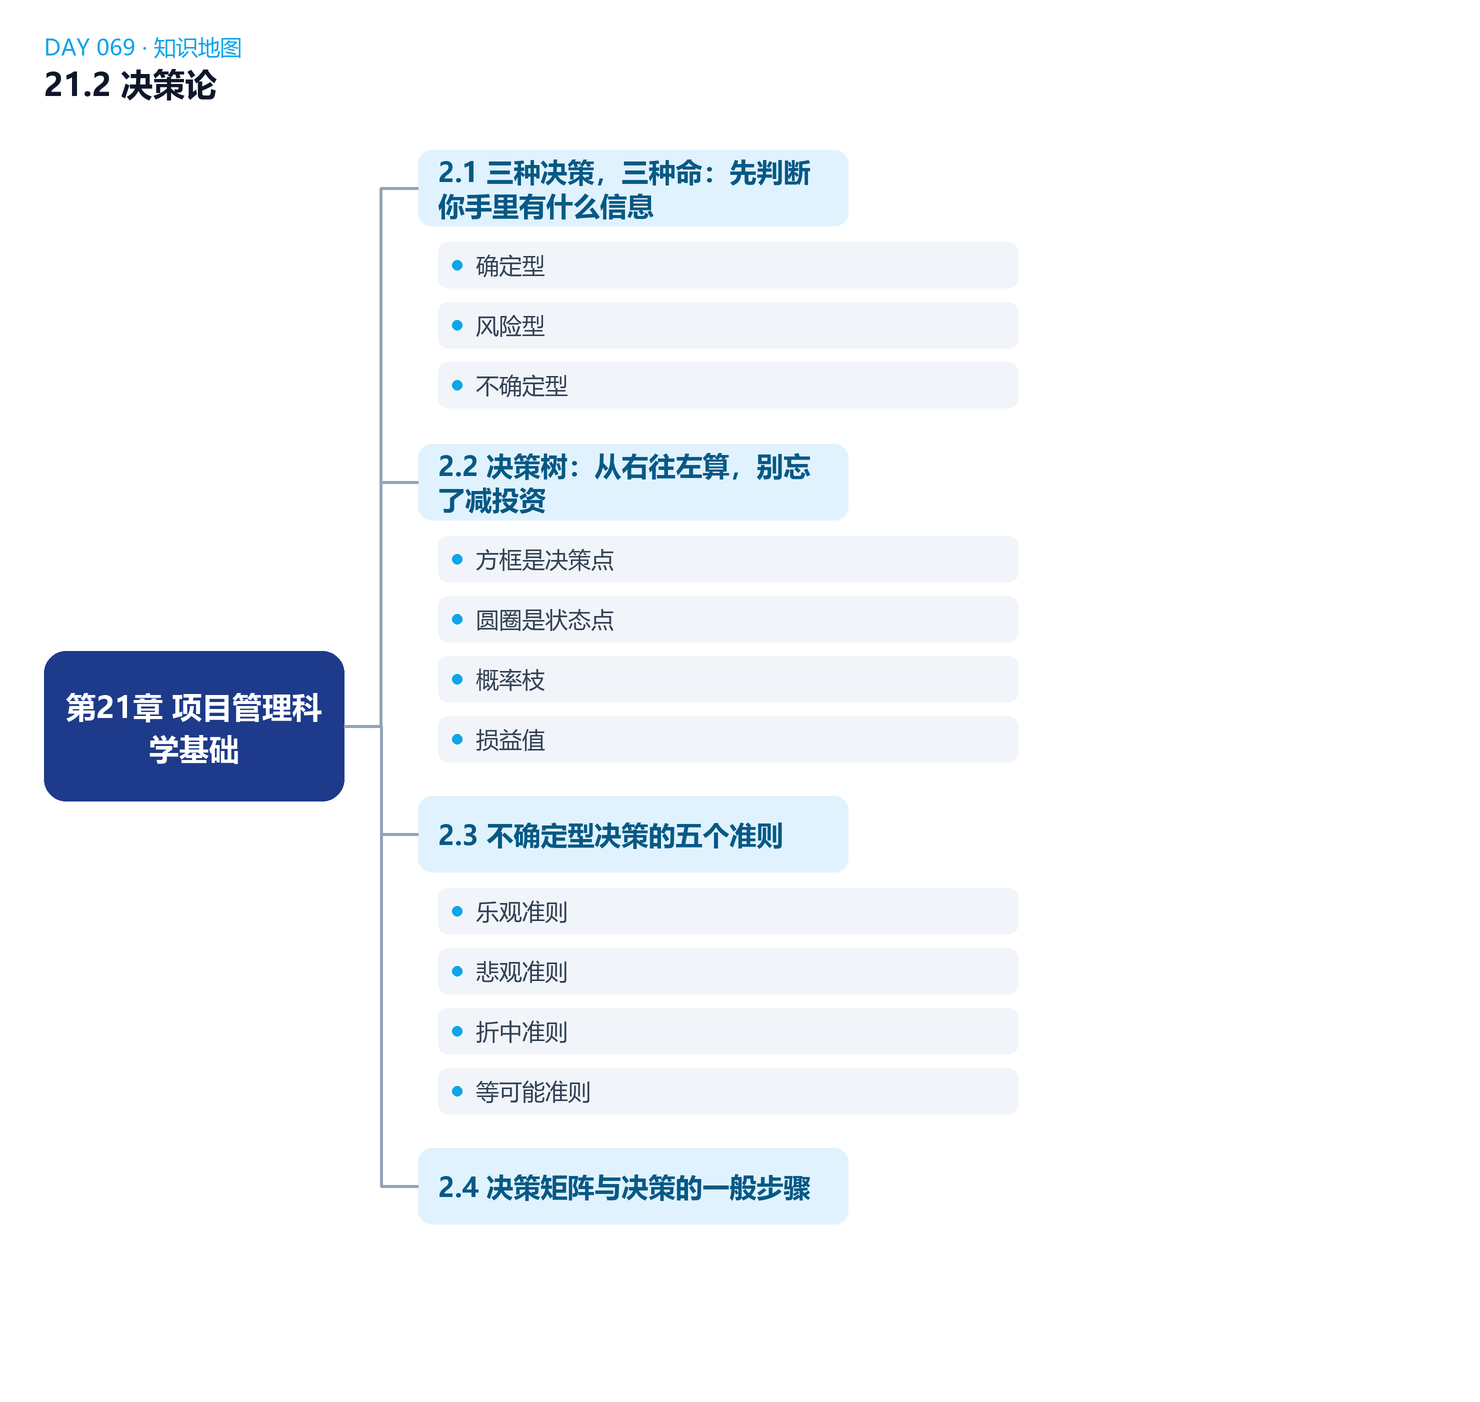 DAY 069 · 知识地图
21.2 决策论
2.1 三种决策，三种命：先判断
你手里有什么信息
确定型
风险型
不确定型
2.2 决策树：从右往左算，别忘
了减投资
方框是决策点
圆圈是状态点
概率枝
损益值
第21章 项目管理科
学基础
2.3 不确定型决策的五个准则
乐观准则
悲观准则
折中准则
等可能准则
2.4 决策矩阵与决策的一般步骤